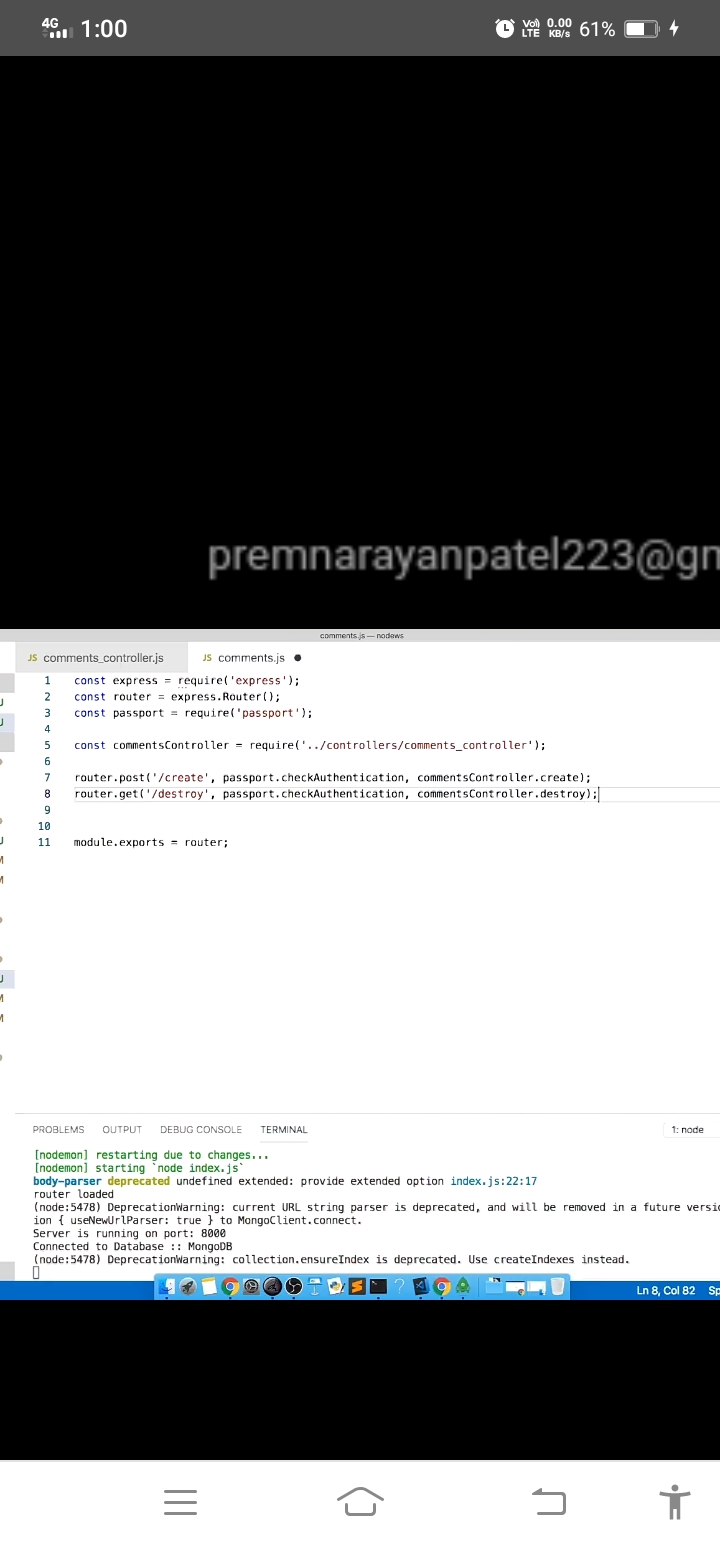 4G 1:00 Vo) LTE 0.00 KB/s 61%
premnarayanpatel223@gm
comments.js — nodews
JS comments_controller.js JS comments.js ●
1 const express = require('express');
2 const router = express.Router();
3 const passport = require('passport');
4
5 const commentsController = require('../controllers/comments_controller');
6
7 router.post('/create', passport.checkAuthentication, commentsController.create);
8 router.get('/destroy', passport.checkAuthentication, commentsController.destroy);
9
10
11 module.exports = router;
PROBLEMS OUTPUT DEBUG CONSOLE TERMINAL 1: node
[nodemon] restarting due to changes...
[nodemon] starting `node index.js`
body-parser deprecated undefined extended: provide extended option index.js:22:17
router loaded
(node:5478) DeprecationWarning: current URL string parser is deprecated, and will be removed in a future versi
ion { useNewUrlParser: true } to MongoClient.connect.
Server is running on port: 8000
Connected to Database :: MongoDB
(node:5478) DeprecationWarning: collection.ensureIndex is deprecated. Use createIndexes instead.
Ln 8, Col 82 Sp